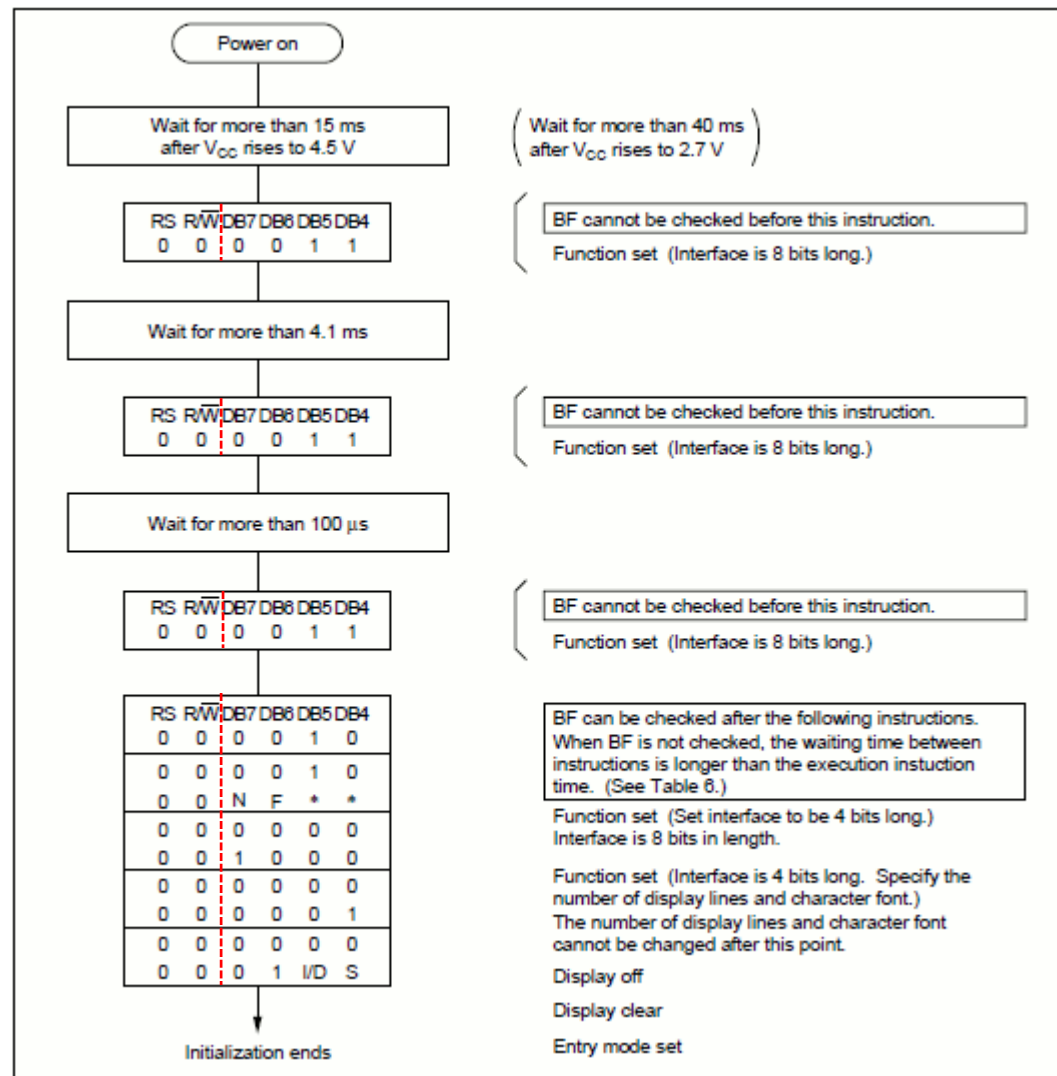 Power on
Wait for more than 15 ms
after VCC rises to 4.5 V
Wait for more than 40 ms
after VCC rises to 2.7 V
RS R/W̅ DB7 DB6 DB5 DB4
0 0 0 0 1 1
BF cannot be checked before this instruction.
Function set (Interface is 8 bits long.)
Wait for more than 4.1 ms
RS R/W̅ DB7 DB6 DB5 DB4
0 0 0 0 1 1
BF cannot be checked before this instruction.
Function set (Interface is 8 bits long.)
Wait for more than 100 µs
RS R/W̅ DB7 DB6 DB5 DB4
0 0 0 0 1 1
BF cannot be checked before this instruction.
Function set (Interface is 8 bits long.)
RS R/W̅ DB7 DB6 DB5 DB4
0 0 0 0 1 0
0 0 0 0 1 0
0 0 N F * *
0 0 0 0 0 0
0 0 1 0 0 0
0 0 0 0 0 0
0 0 0 0 0 1
0 0 0 0 0 0
0 0 0 1 I/D S
BF can be checked after the following instructions.
When BF is not checked, the waiting time between
instructions is longer than the execution instuction
time. (See Table 6.)
Function set (Set interface to be 4 bits long.)
Interface is 8 bits in length.
Function set (Interface is 4 bits long. Specify the
number of display lines and character font.)
The number of display lines and character font
cannot be changed after this point.
Display off
Display clear
Entry mode set
Initialization ends